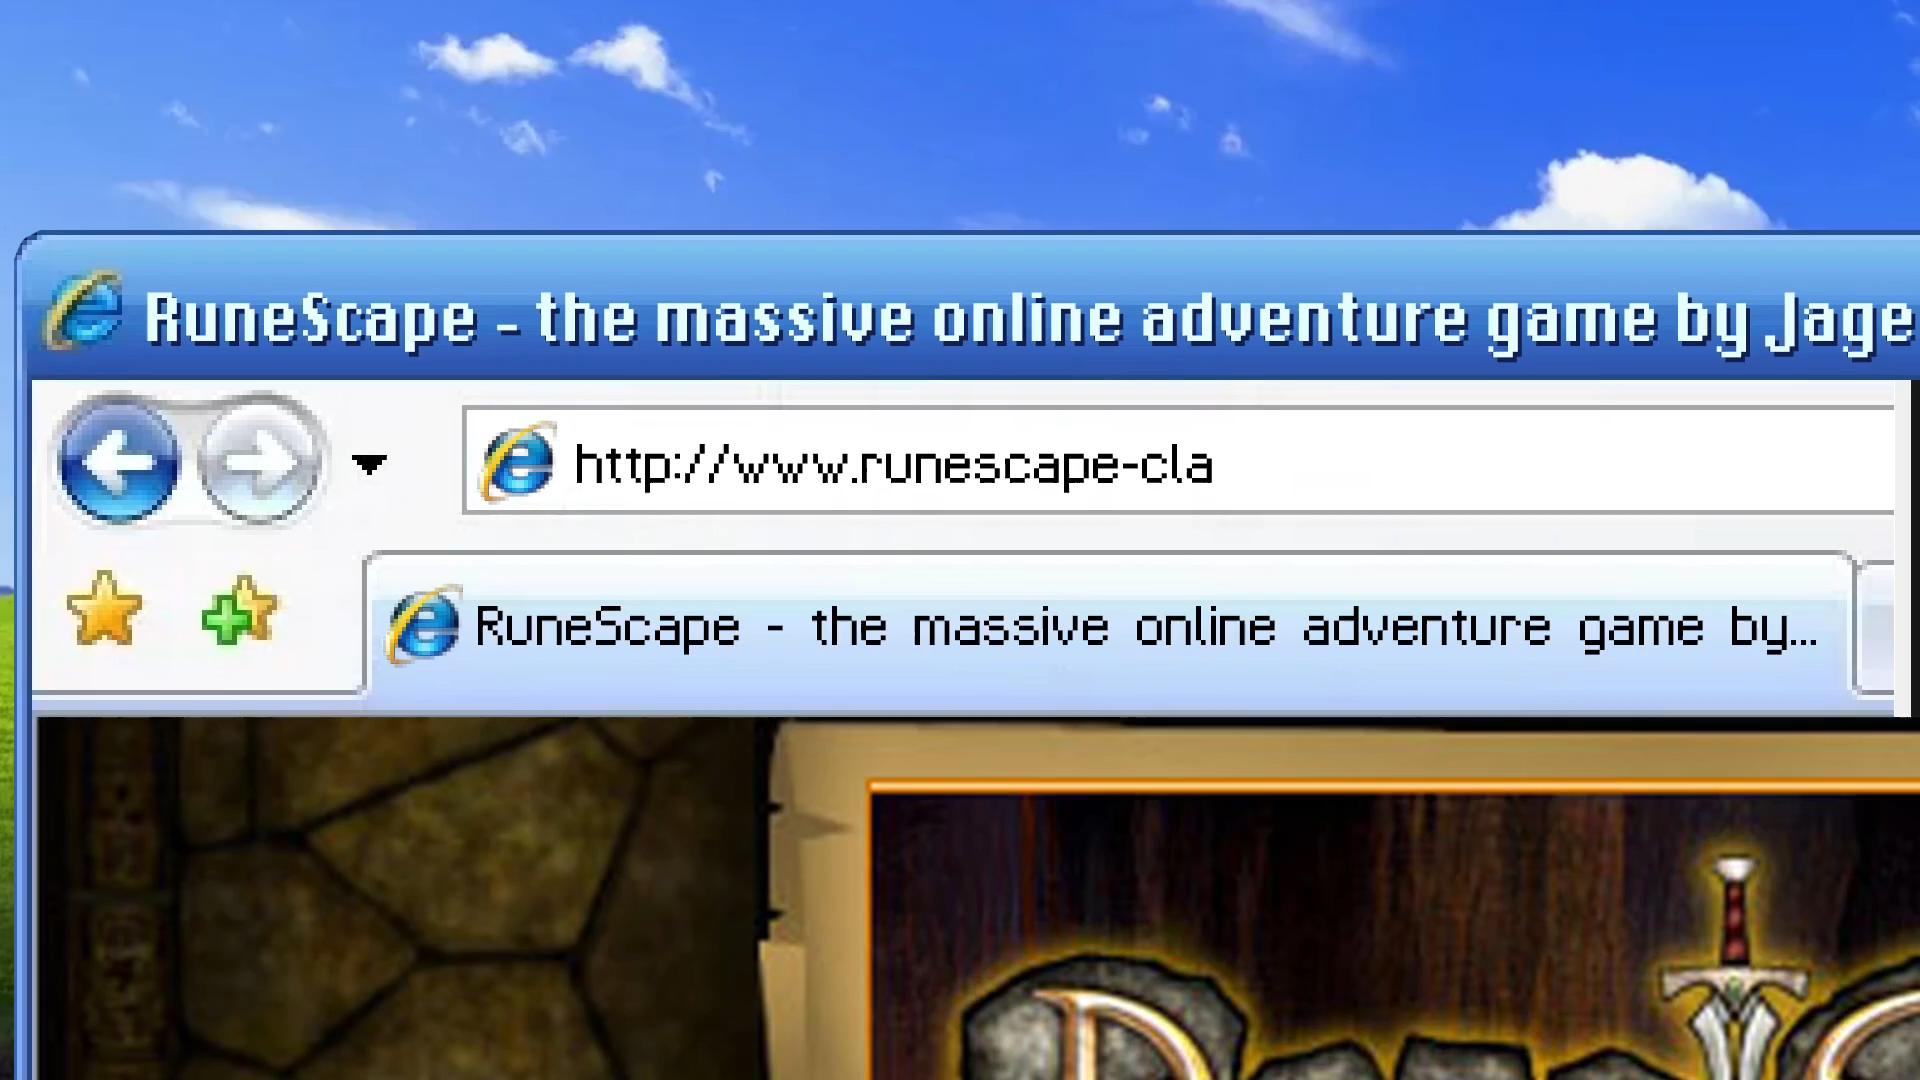 RuneScape - the massive online adventure game by Jage
http://www.runescape-cla
RuneScape - the massive online adventure game by...